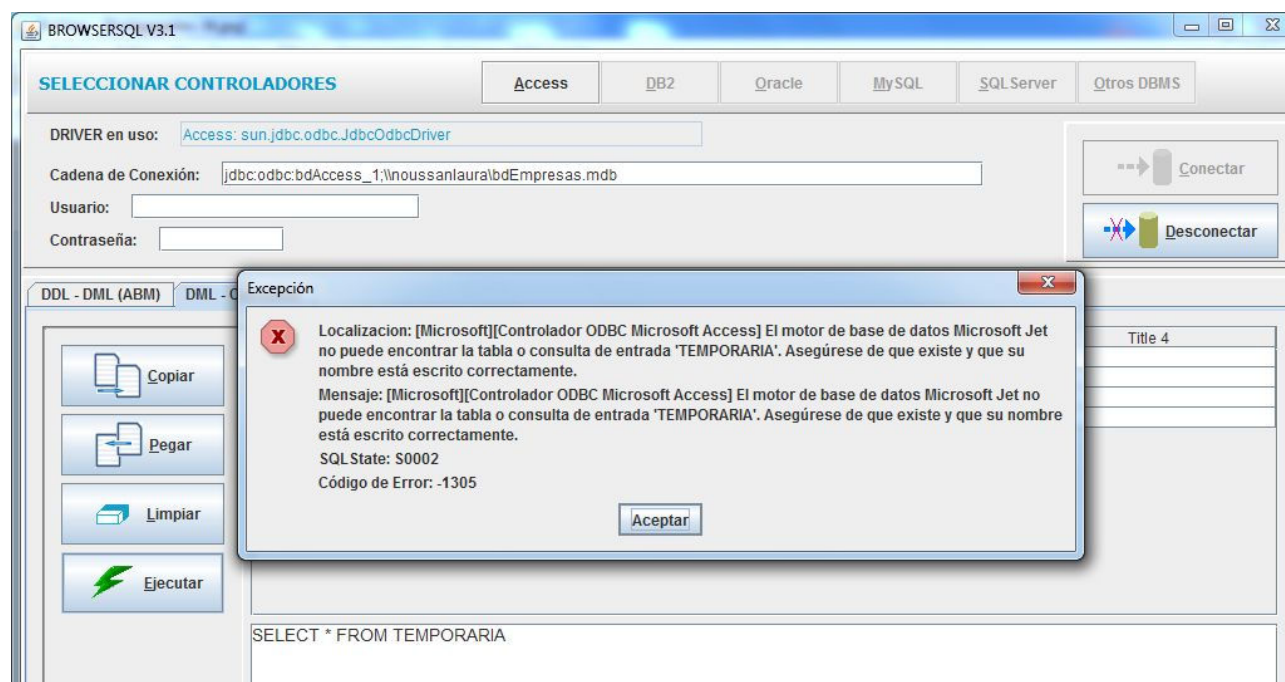 BROWSERSQL V3.1
SELECCIONAR CONTROLADORES
Access
DB2
Oracle
MySQL
SQLServer
Otros DBMS
DRIVER en uso: Access: sun.jdbc.odbc.JdbcOdbcDriver
Cadena de Conexión: jdbc:odbc:bdAccess_1;\\noussanlaura\bdEmpresas.mdb
Conectar
Usuario:
Contraseña:
Desconectar
DDL - DML (ABM)
DML - C
Excepción
Localizacion: [Microsoft][Controlador ODBC Microsoft Access] El motor de base de datos Microsoft Jet
no puede encontrar la tabla o consulta de entrada 'TEMPORARIA'. Asegúrese de que existe y que su
nombre está escrito correctamente.
Mensaje: [Microsoft][Controlador ODBC Microsoft Access] El motor de base de datos Microsoft Jet no
puede encontrar la tabla o consulta de entrada 'TEMPORARIA'. Asegúrese de que existe y que su nombre
está escrito correctamente.
SQLState: S0002
Código de Error: -1305
Aceptar
Title 4
Copiar
Pegar
Limpiar
Ejecutar
SELECT * FROM TEMPORARIA